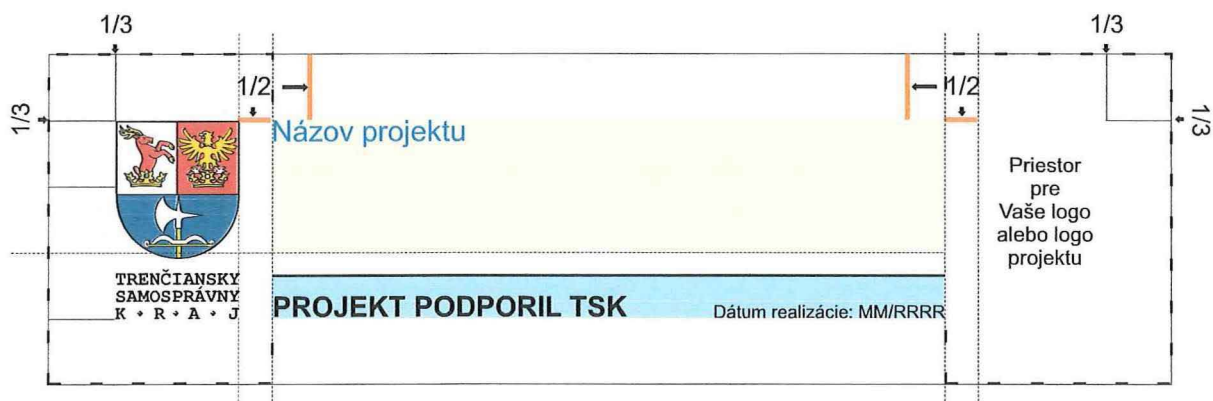 1/3
1/3
1/2
1/2
1/3
1/3
Názov projektu
Priestor
pre
Vaše logo
alebo logo
projektu
TRENČIANSKY
SAMOSPRÁVNY
K • R • A • J
PROJEKT PODPORIL TSK
Dátum realizácie: MM/RRRR